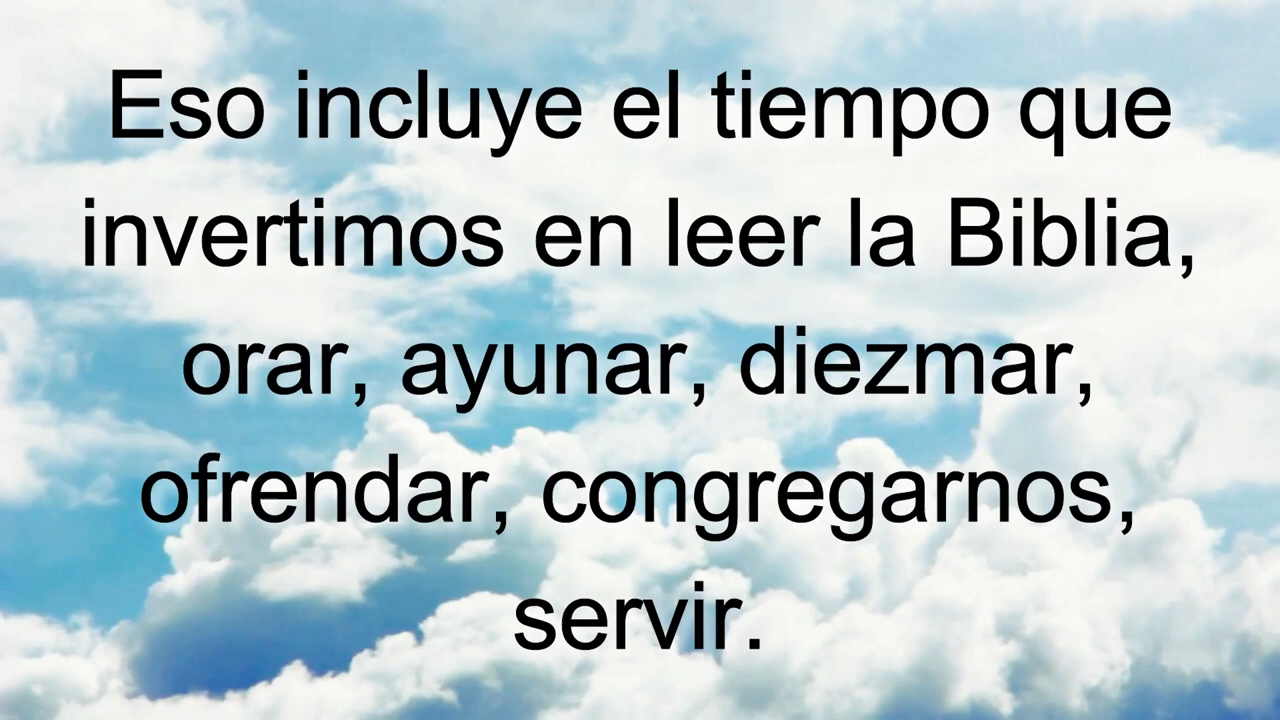 Eso incluye el tiempo que
invertimos en leer la Biblia,
orar, ayunar, diezmar,
ofrendar, congregarnos,
servir.